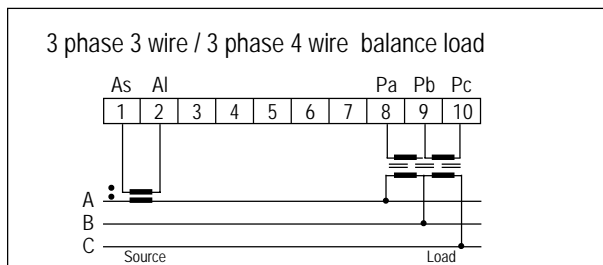 3 phase 3 wire / 3 phase 4 wire balance load
As Al Pa Pb Pc
1 2 3 4 5 6 7 8 9 10
A
B
C
Source Load